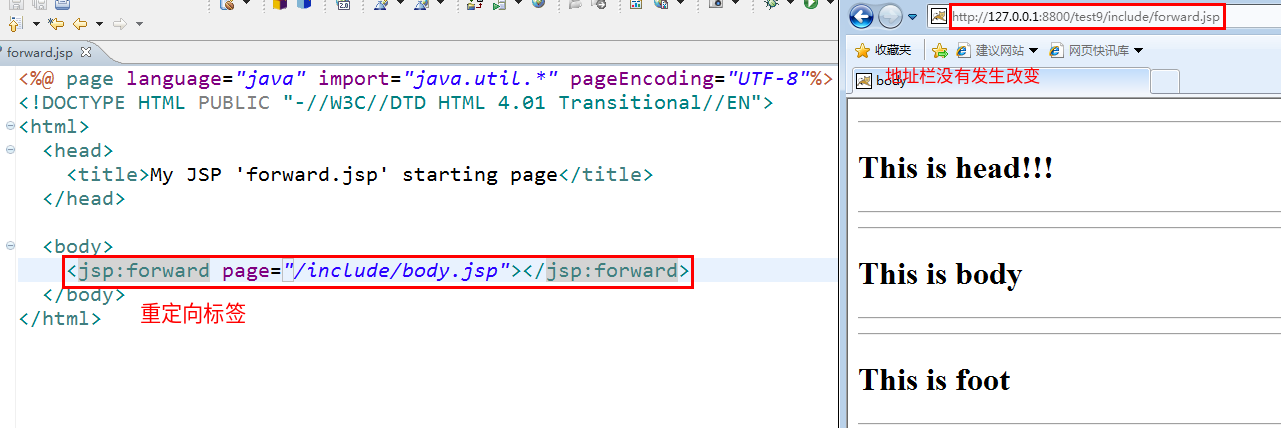 forward.jsp
<%@ page language="java" import="java.util.*" pageEncoding="UTF-8"%>
<!DOCTYPE HTML PUBLIC "-//W3C//DTD HTML 4.01 Transitional//EN">
<html>
<head>
<title>My JSP 'forward.jsp' starting page</title>
</head>
<body>
<jsp:forward page="/include/body.jsp"></jsp:forward>
</body>
</html>
重定向标签
http://127.0.0.1:8800/test9/include/forward.jsp
收藏夹 建议网站 网页快讯库
body
地址栏没有发生改变
This is head!!!
This is body
This is foot